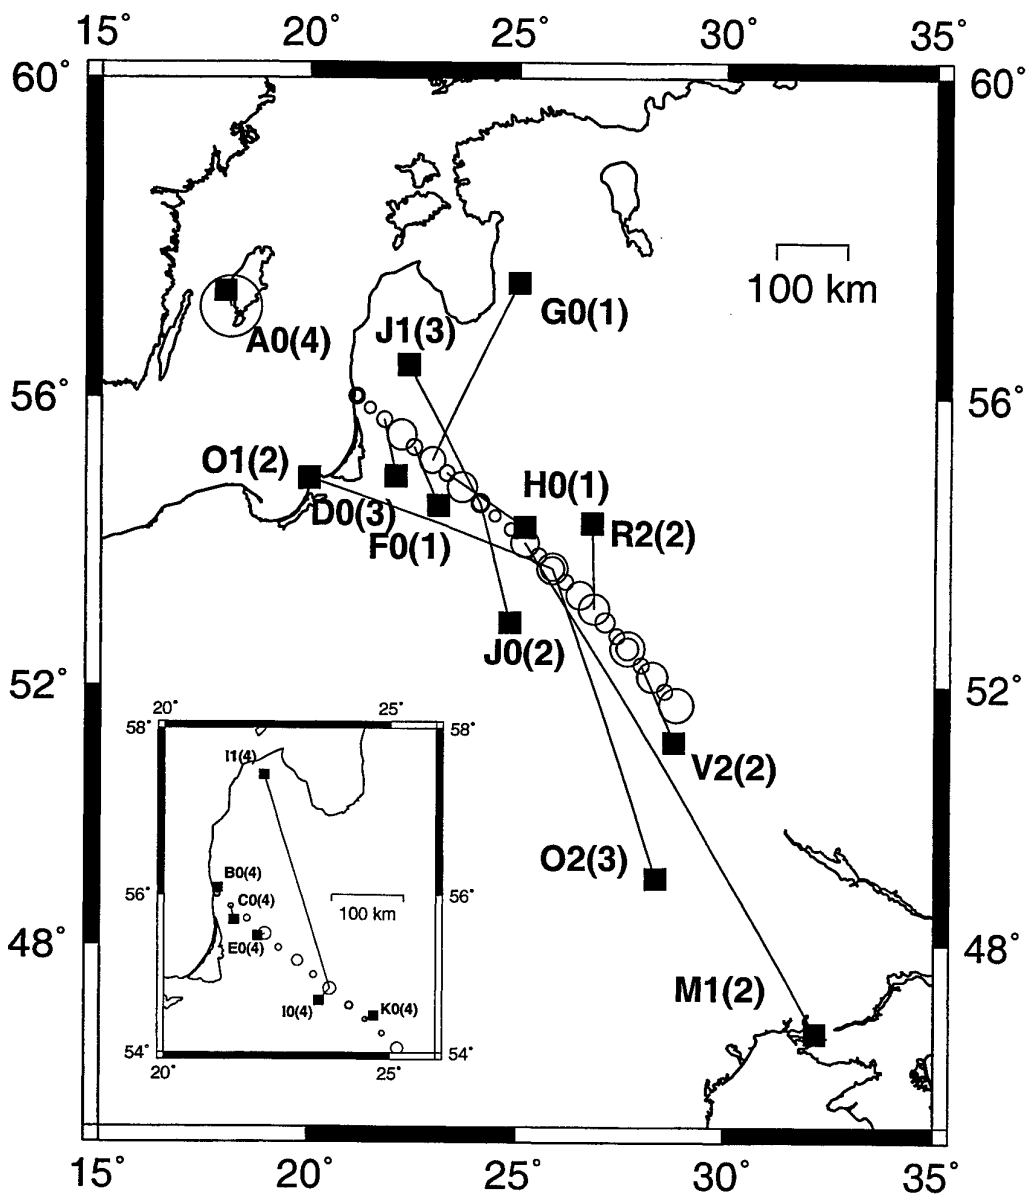 15° 20° 25° 30° 35°
60° 60°
100 km
G0(1)
J1(3)
A0(4)
56° 56°
O1(2)
H0(1)
D0(3)
R2(2)
F0(1)
J0(2)
52° 52°
20° 25°
58° 58°
I1(4)
V2(2)
O2(3)
B0(4)
56° 56°
C0(4)
100 km
E0(4)
48° 48°
M1(2)
I0(4)
K0(4)
54° 54°
20° 25°
15° 20° 25° 30° 35°